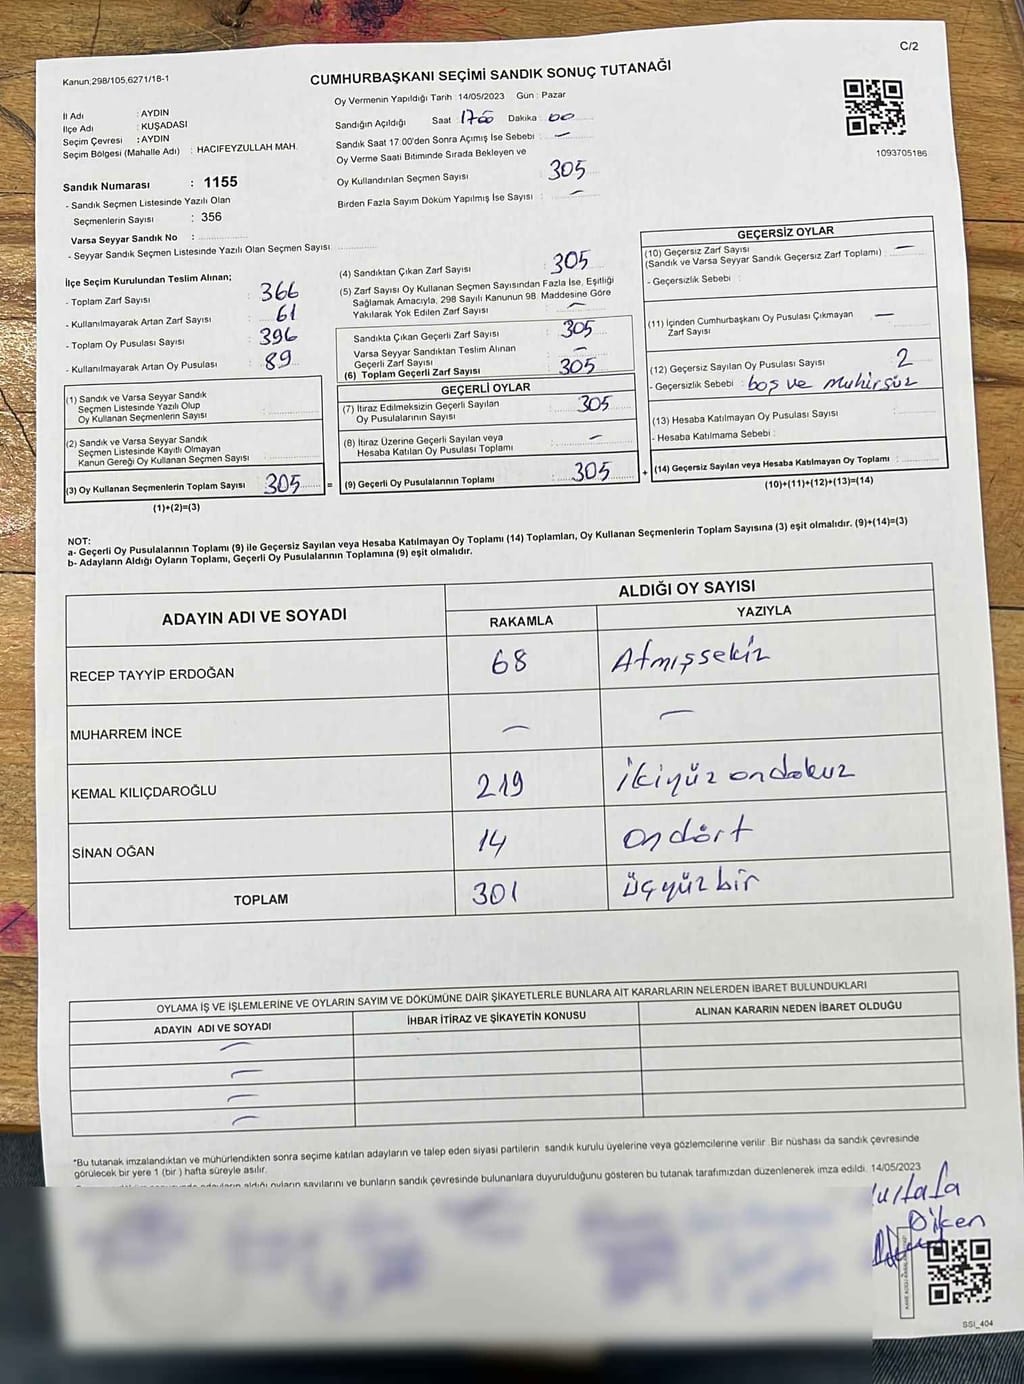 C/2
Kanun:298/105,6271/18-1
CUMHURBAŞKANI SEÇİMİ SANDIK SONUÇ TUTANAĞI
Oy Vermenin Yapıldığı Tarih :14/05/2023 Gün : Pazar
İl Adı : AYDIN
İlçe Adı : KUŞADASI
Seçim Çevresi : AYDIN
Seçim Bölgesi (Mahalle Adı) : HACIFEYZULLAH MAH.
Sandığın Açıldığı Saat 1700 Dakika 00
Sandık Saat 17.00'den Sonra Açımış İse Sebebi : —
Oy Verme Saati Bitiminde Sırada Bekleyen ve
Oy Kullandırılan Seçmen Sayısı : 305
Birden Fazla Sayım Döküm Yapılmış İse Sayısı : —
1093705186
Sandık Numarası : 1155
- Sandık Seçmen Listesinde Yazılı Olan
Seçmenlerin Sayısı : 356
Varsa Seyyar Sandık No :
- Seyyar Sandık Seçmen Listesinde Yazılı Olan Seçmen Sayısı
İlçe Seçim Kurulundan Teslim Alınan;
- Toplam Zarf Sayısı : 366
- Kullanılmayarak Artan Zarf Sayısı : 61
- Toplam Oy Pusulası Sayısı : 396
- Kullanılmayarak Artan Oy Pusulası : 89
(1) Sandık ve Varsa Seyyar Sandık
Seçmen Listesinde Yazılı Olup
Oy Kullanan Seçmenlerin Sayısı :
(2) Sandık ve Varsa Seyyar Sandık
Seçmen Listesinde Kayıtlı Olmayan
Kanun Gereği Oy Kullanan Seçmen Sayısı :
(3) Oy Kullanan Seçmenlerin Toplam Sayısı 305 =
(1)+(2)=(3)
(4) Sandıktan Çıkan Zarf Sayısı : 305
(5) Zarf Sayısı Oy Kullanan Seçmen Sayısından Fazla İse, Eşitliği
Sağlamak Amacıyla, 298 Sayılı Kanunun 98. Maddesine Göre
Yakılarak Yok Edilen Zarf Sayısı : —
Sandıkta Çıkan Geçerli Zarf Sayısı : 305
Varsa Seyyar Sandıktan Teslim Alınan
Geçerli Zarf Sayısı : —
(6) Toplam Geçerli Zarf Sayısı : 305
GEÇERLİ OYLAR
(7) İtiraz Edilmeksizin Geçerli Sayılan
Oy Pusulalarının Sayısı : 305
(8) İtiraz Üzerine Geçerli Sayılan veya
Hesaba Katılan Oy Pusulası Toplamı : —
(9) Geçerli Oy Pusulalarının Toplamı : 305 +
GEÇERSİZ OYLAR
(10) Geçersiz Zarf Sayısı
(Sandık ve Varsa Seyyar Sandık Geçersiz Zarf Toplamı) : —
- Geçersizlik Sebebi :
(11) İçinden Cumhurbaşkanı Oy Pusulası Çıkmayan —
Zarf Sayısı
(12) Geçersiz Sayılan Oy Pusulası Sayısı : 2
- Geçersizlik Sebebi : boş ve Muhirsüz
(13) Hesaba Katılmayan Oy Pusulası Sayısı :
- Hesaba Katılmama Sebebi :
(14) Geçersiz Sayılan veya Hesaba Katılmayan Oy Toplamı :
(10)+(11)+(12)+(13)=(14)
NOT:
a- Geçerli Oy Pusulalarının Toplamı (9) ile Geçersiz Sayılan veya Hesaba Katılmayan Oy Toplamı (14) Toplamları, Oy Kullanan Seçmenlerin Toplam Sayısına (3) eşit olmalıdır. (9)+(14)=(3)
b- Adayların Aldığı Oyların Toplamı, Geçerli Oy Pusulalarının Toplamına (9) eşit olmalıdır.
ADAYIN ADI VE SOYADI
ALDIĞI OY SAYISI
RAKAMLA YAZIYLA
RECEP TAYYİP ERDOĞAN 68 Atmışsekiz
MUHARREM İNCE — —
KEMAL KILIÇDAROĞLU 219 ikiyüz ondokuz
SİNAN OĞAN 14 ondört
TOPLAM 301 üçyüz bir
OYLAMA İŞ VE İŞLEMLERİNE VE OYLARIN SAYIM VE DÖKÜMÜNE DAİR ŞİKAYETLERLE BUNLARA AİT KARARLARIN NELERDEN İBARET BULUNDUKLARI
ADAYIN ADI VE SOYADI İHBAR İTİRAZ VE ŞİKAYETİN KONUSU ALINAN KARARIN NEDEN İBARET OLDUĞU
—
—
—
—
*Bu tutanak imzalandıktan ve mühürlendikten sonra seçime katılan adayların ve talep eden siyasi partilerin sandık kurulu üyelerine veya gözlemcilerine verilir. Bir nüshası da sandık çevresinde
görülecek bir yere 1 (bir) hafta süreyle asılır.
aldığı oyların sayılarını ve bunların sandık çevresinde bulunanlara duyurulduğunu gösteren bu tutanak tarafımızdan düzenlenerek imza edildi. 14/05/2023
Mustafa
Diken
SSI_404